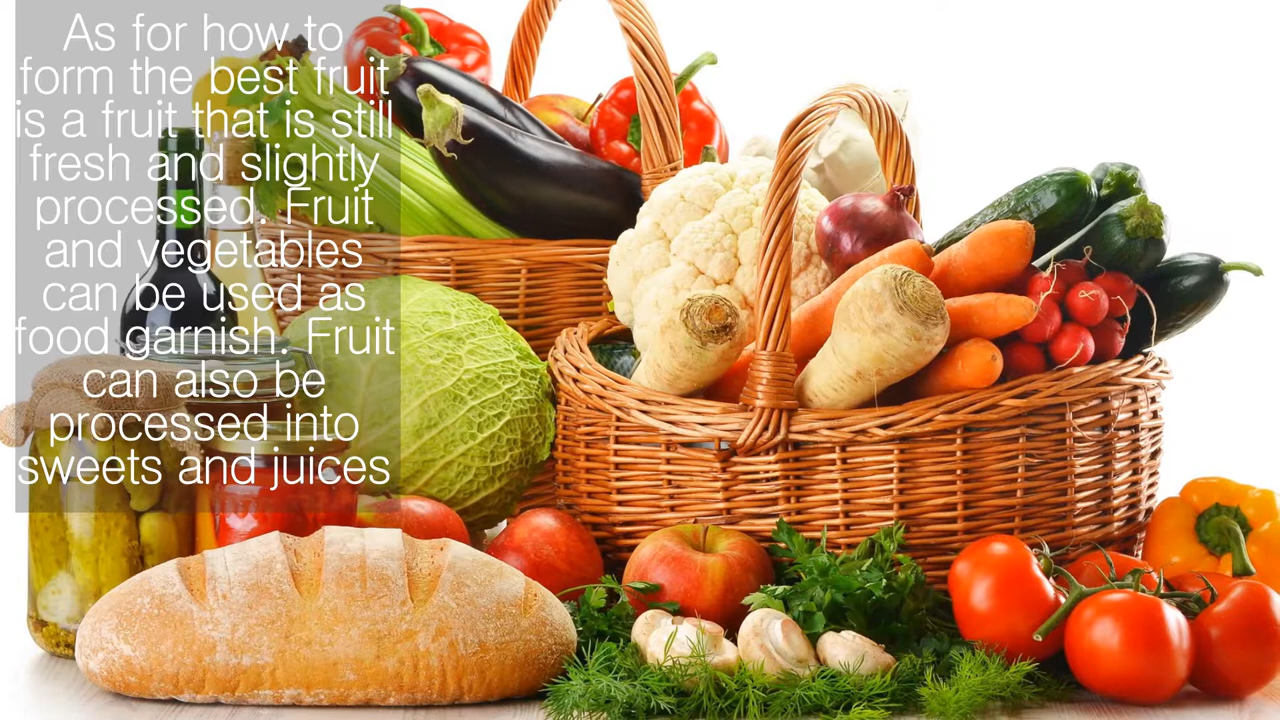 As for how to
form the best fruit
is a fruit that is still
fresh and slightly
processed. Fruit
and vegetables
can be used as
food garnish. Fruit
can also be
processed into
sweets and juices